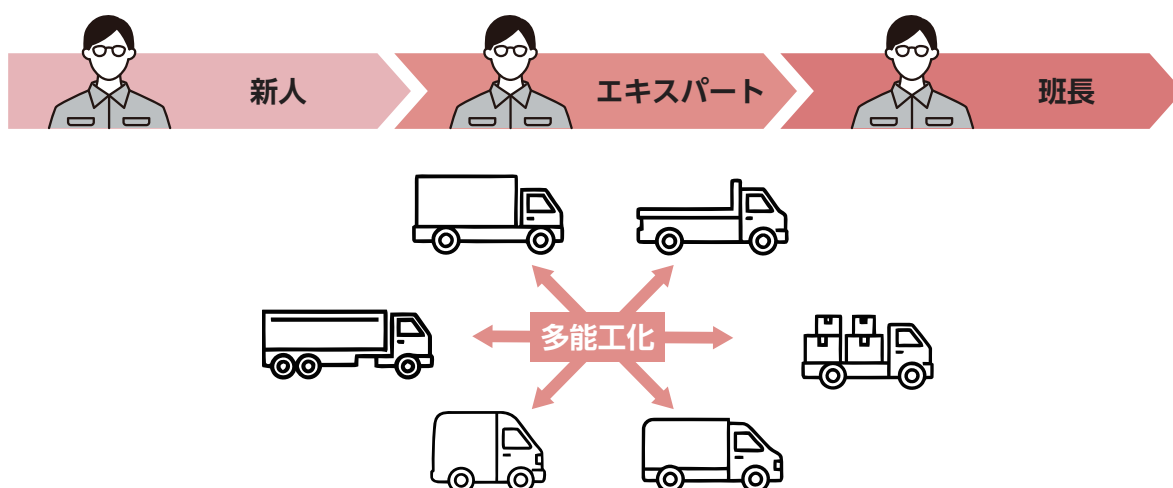 新人
エキスパート
班長
多能工化